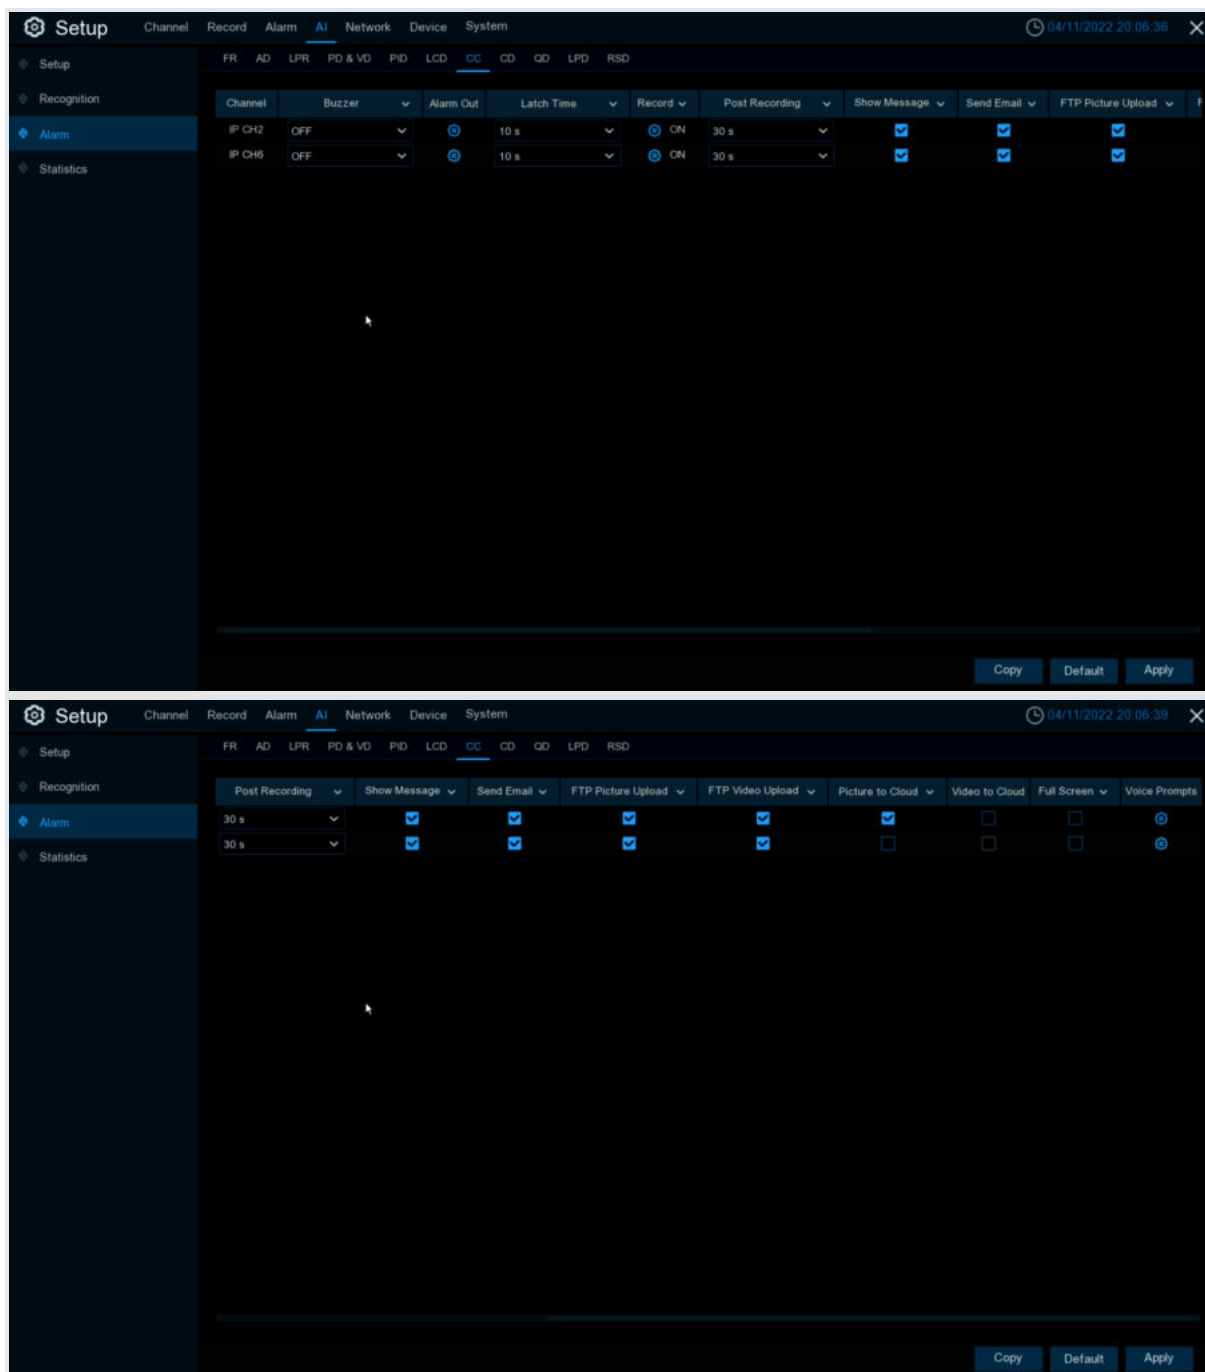 Setup Channel Record Alarm AI Network Device System 04/11/2022 20:06:36
Setup
Recognition
Alarm
Statistics
FR AD LPR PD & VD PID LCD CC CD QD LPD RSD
Channel Buzzer Alarm Out Latch Time Record Post Recording Show Message Send Email FTP Picture Upload F
IP CH2 OFF 10 s ON 30 s
IP CH6 OFF 10 s ON 30 s
Copy Default Apply
Setup Channel Record Alarm AI Network Device System 04/11/2022 20:06:39
Setup
Recognition
Alarm
Statistics
FR AD LPR PD & VD PID LCD CC CD QD LPD RSD
Post Recording Show Message Send Email FTP Picture Upload FTP Video Upload Picture to Cloud Video to Cloud Full Screen Voice Prompts
30 s
30 s
Copy Default Apply